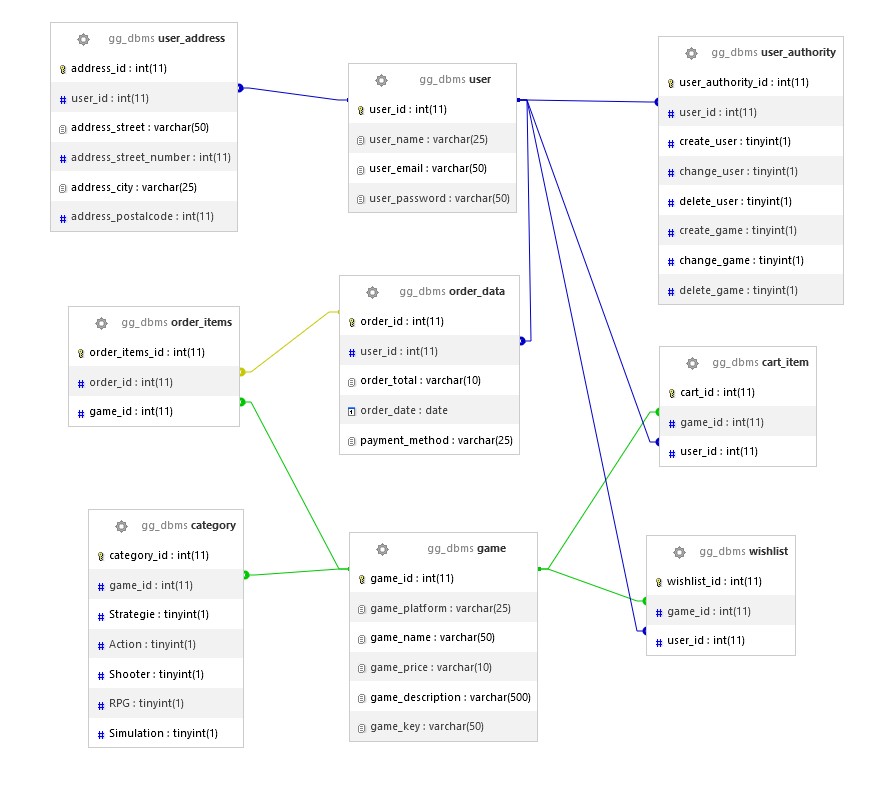 gg_dbms user_address
address_id : int(11)
user_id : int(11)
address_street : varchar(50)
address_street_number : int(11)
address_city : varchar(25)
address_postalcode : int(11)
gg_dbms user
user_id : int(11)
user_name : varchar(25)
user_email : varchar(50)
user_password : varchar(50)
gg_dbms user_authority
user_authority_id : int(11)
user_id : int(11)
create_user : tinyint(1)
change_user : tinyint(1)
delete_user : tinyint(1)
create_game : tinyint(1)
change_game : tinyint(1)
delete_game : tinyint(1)
gg_dbms order_items
order_items_id : int(11)
order_id : int(11)
game_id : int(11)
gg_dbms order_data
order_id : int(11)
user_id : int(11)
order_total : varchar(10)
order_date : date
payment_method : varchar(25)
gg_dbms cart_item
cart_id : int(11)
game_id : int(11)
user_id : int(11)
gg_dbms category
category_id : int(11)
game_id : int(11)
Strategie : tinyint(1)
Action : tinyint(1)
Shooter : tinyint(1)
RPG : tinyint(1)
Simulation : tinyint(1)
gg_dbms game
game_id : int(11)
game_platform : varchar(25)
game_name : varchar(50)
game_price : varchar(10)
game_description : varchar(500)
game_key : varchar(50)
gg_dbms wishlist
wishlist_id : int(11)
game_id : int(11)
user_id : int(11)